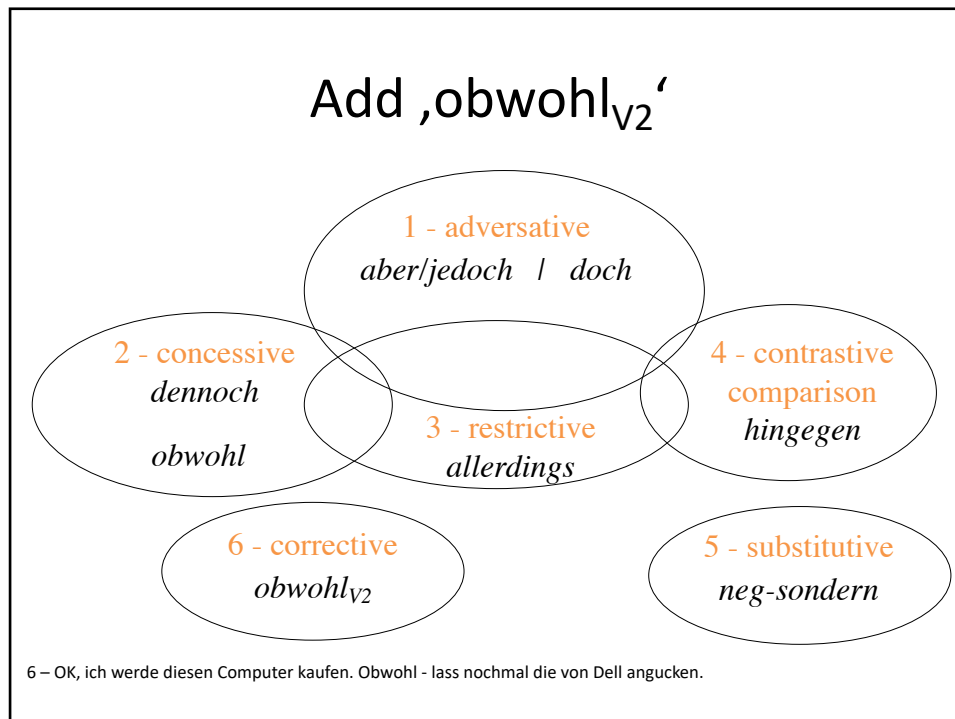 Add ‚obwohlV2‘
1 - adversative
aber/jedoch / doch
2 - concessive
dennoch
obwohl
3 - restrictive
allerdings
4 - contrastive
comparison
hingegen
6 - corrective
obwohlV2
5 - substitutive
neg-sondern
6 – OK, ich werde diesen Computer kaufen. Obwohl - lass nochmal die von Dell angucken.